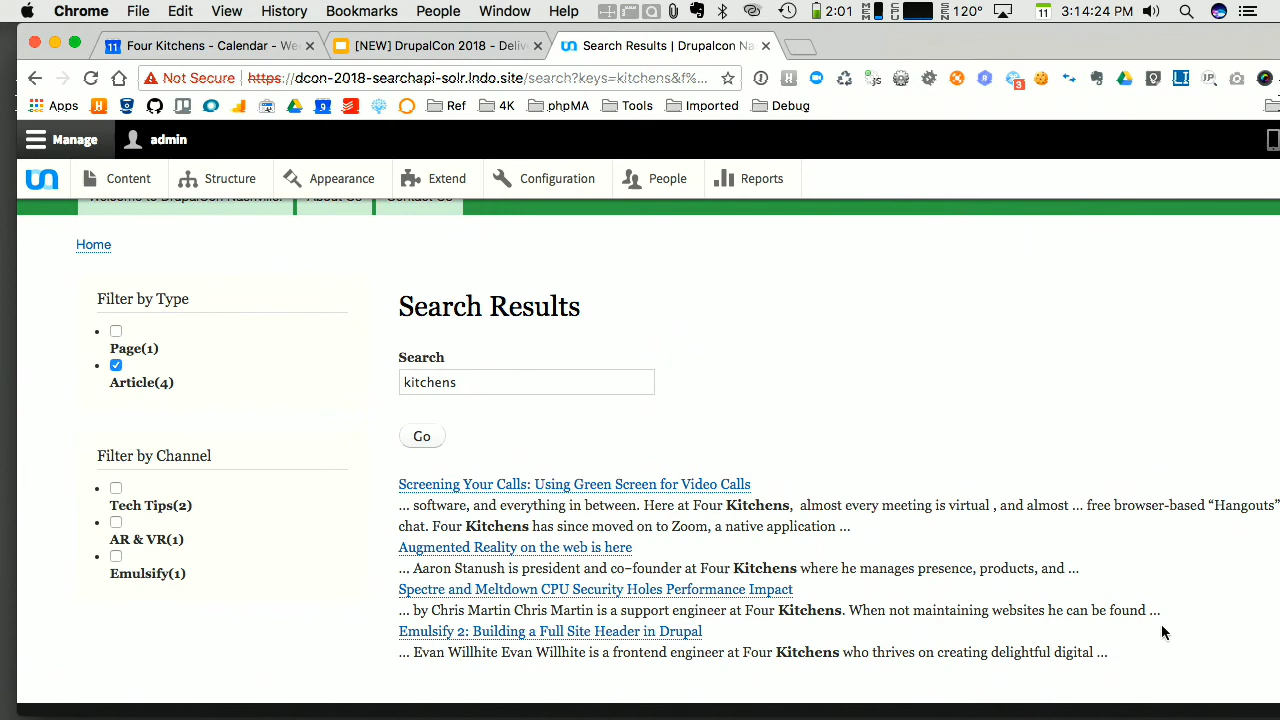 Chrome File Edit View History Bookmarks People Window Help 2:01 120° 11 3:14:24 PM
11 Four Kitchens - Calendar - We [NEW] DrupalCon 2018 - Deliv Search Results | Drupalcon Na
Not Secure https://dcon-2018-searchapi-solr.lndo.site/search?keys=kitchens&f%...
Apps Ref 4K phpMA Tools Imported Debug
Manage admin
Content Structure Appearance Extend Configuration People Reports
Welcome to DrupalCon Nashville! About Us Contact Us
Home
Filter by Type
Page(1)
Article(4)
Filter by Channel
Tech Tips(2)
AR & VR(1)
Emulsify(1)
Search Results
Search
kitchens
Go
Screening Your Calls: Using Green Screen for Video Calls
... software, and everything in between. Here at Four Kitchens, almost every meeting is virtual , and almost ... free browser-based “Hangouts”
chat. Four Kitchens has since moved on to Zoom, a native application ...
Augmented Reality on the web is here
... Aaron Stanush is president and co-founder at Four Kitchens where he manages presence, products, and ...
Spectre and Meltdown CPU Security Holes Performance Impact
... by Chris Martin Chris Martin is a support engineer at Four Kitchens. When not maintaining websites he can be found ...
Emulsify 2: Building a Full Site Header in Drupal
... Evan Willhite Evan Willhite is a frontend engineer at Four Kitchens who thrives on creating delightful digital ...